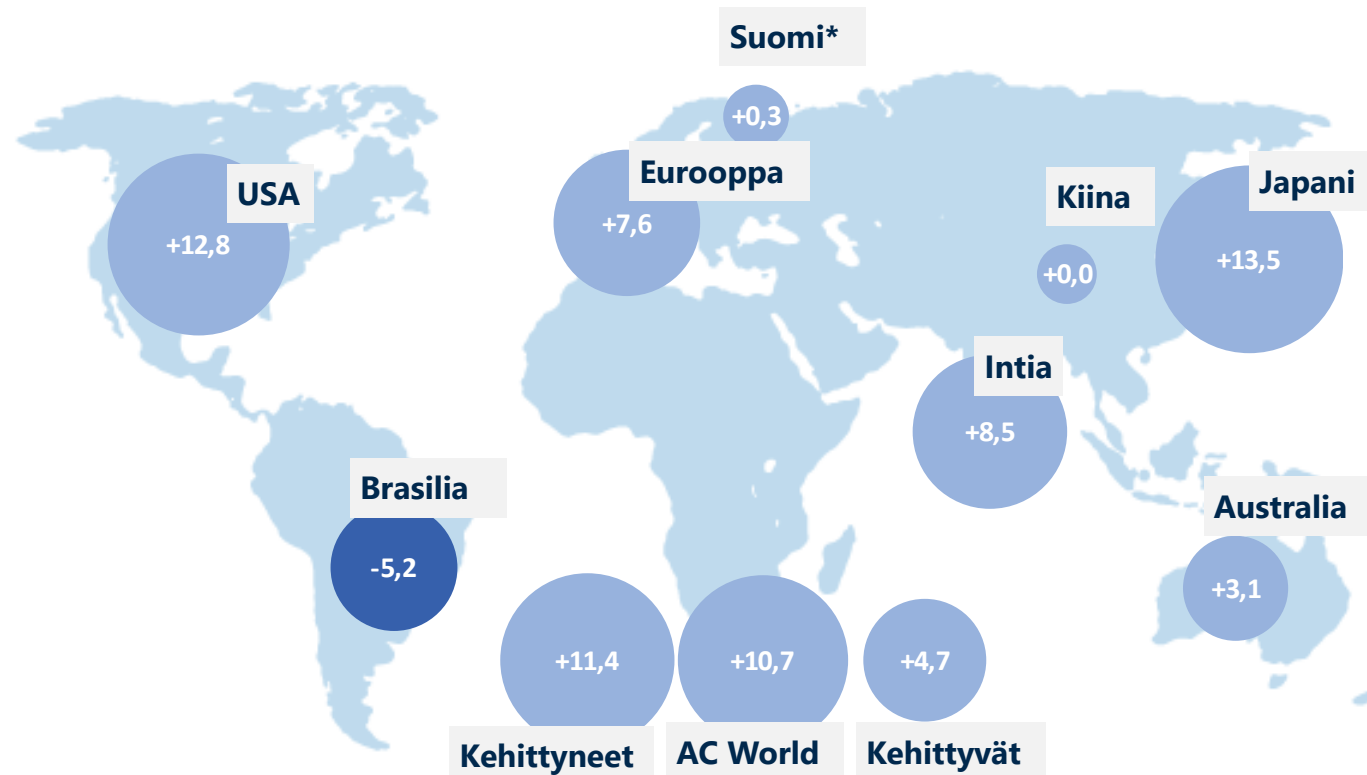 Suomi*
+0,3
Eurooppa
+7,6
USA
+12,8
Kiina
+0,0
Japani
+13,5
Intia
+8,5
Brasilia
-5,2
Australia
+3,1
+11,4
Kehittyneet
+10,7
AC World
+4,7
Kehittyvät